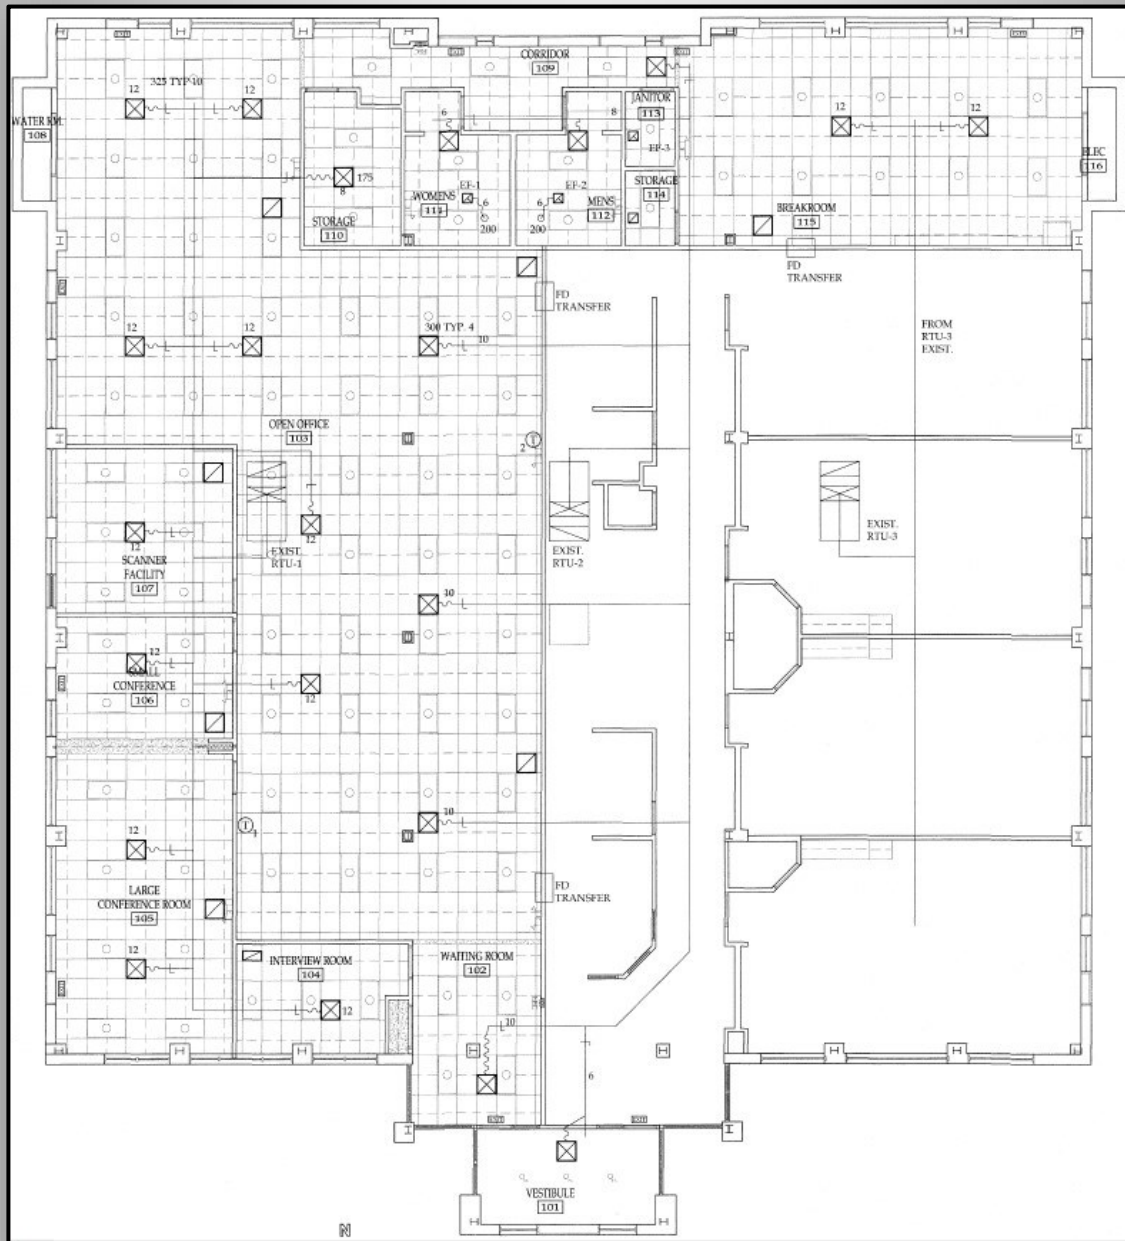 CORRIDOR
109
325 TYP 10
12
12
JANITOR
113
12
12
WATER RM.
108
6
8
EF-3
ELEC
116
175
8
STORAGE
114
WOMENS
111
EF-1
6
200
EF-2
6
200
MENS
112
STORAGE
110
BREAKROOM
115
FD
TRANSFER
FD
TRANSFER
12
12
300 TYP. 4
10
FROM
RTU-3
EXIST.
OPEN OFFICE
103
T
2
12
SCANNER
FACILITY
107
EXIST.
RTU-1
12
EXIST.
RTU-2
EXIST.
RTU-3
10
12
SMALL
CONFERENCE
106
12
12
T
1
10
LARGE
CONFERENCE ROOM
105
FD
TRANSFER
12
INTERVIEW ROOM
104
WAITING ROOM
102
12
10
6
VESTIBULE
101
N